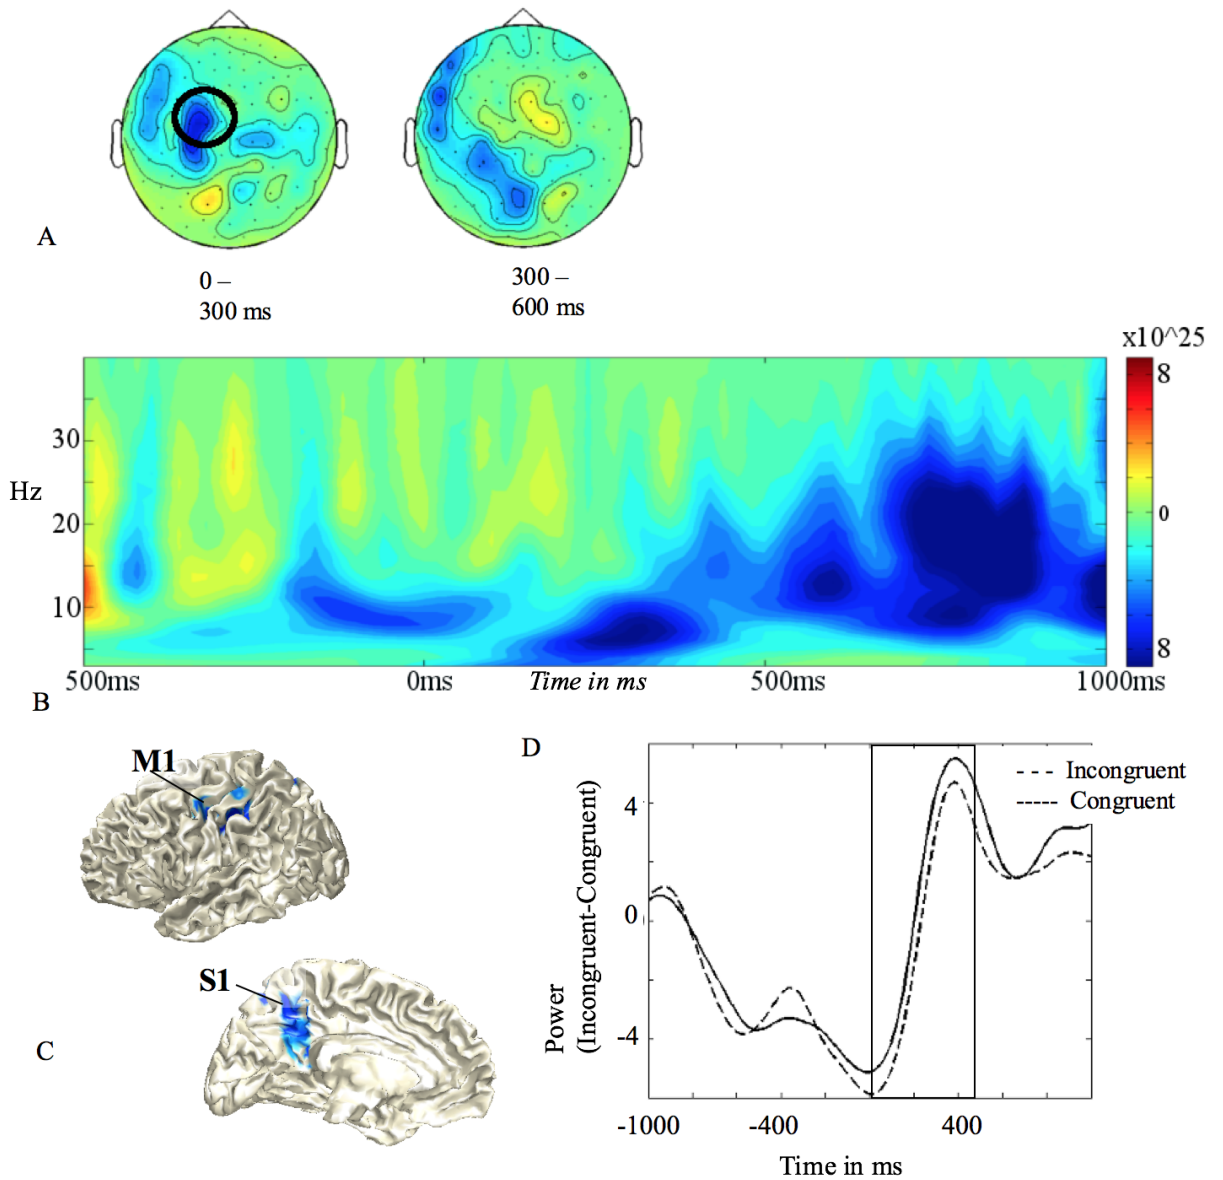 A
0 –
300 ms
300 –
600 ms
x10^25
8
0
8
30
Hz
20
10
500ms
0ms
Time in ms
500ms
1000ms
B
M1
S1
C
D
Incongruent
Congruent
4
0
-4
Power
(Incongruent-Congruent)
-1000
-400
400
Time in ms